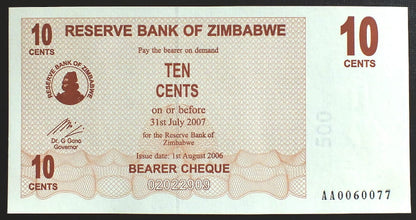 10
CENTS
RESERVE BANK OF ZIMBABWE
10
CENTS
Pay the bearer on demand
TEN
CENTS
on or before
31st July 2007
for the Reserve Bank of
Zimbabwe
RESERVE BANK OF ZIMBABWE
Dr. G Gono
Governor
Issue date: 1st August 2006
10
CENTS
BEARER CHEQUE
02022909
AA0060077
500